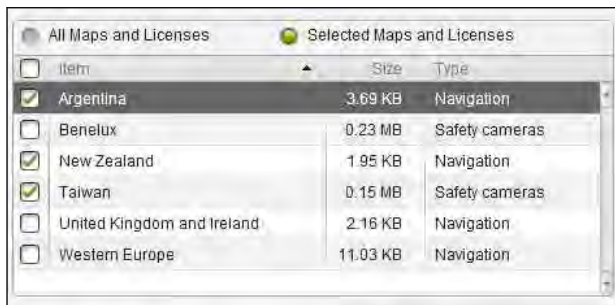 All Maps and Licenses Selected Maps and Licenses
Item Size Type
Argentina 3.69 KB Navigation
Benelux 0.23 MB Safety cameras
New Zealand 1.95 KB Navigation
Taiwan 0.15 MB Safety cameras
United Kingdom and Ireland 2.16 KB Navigation
Western Europe 11.03 KB Navigation